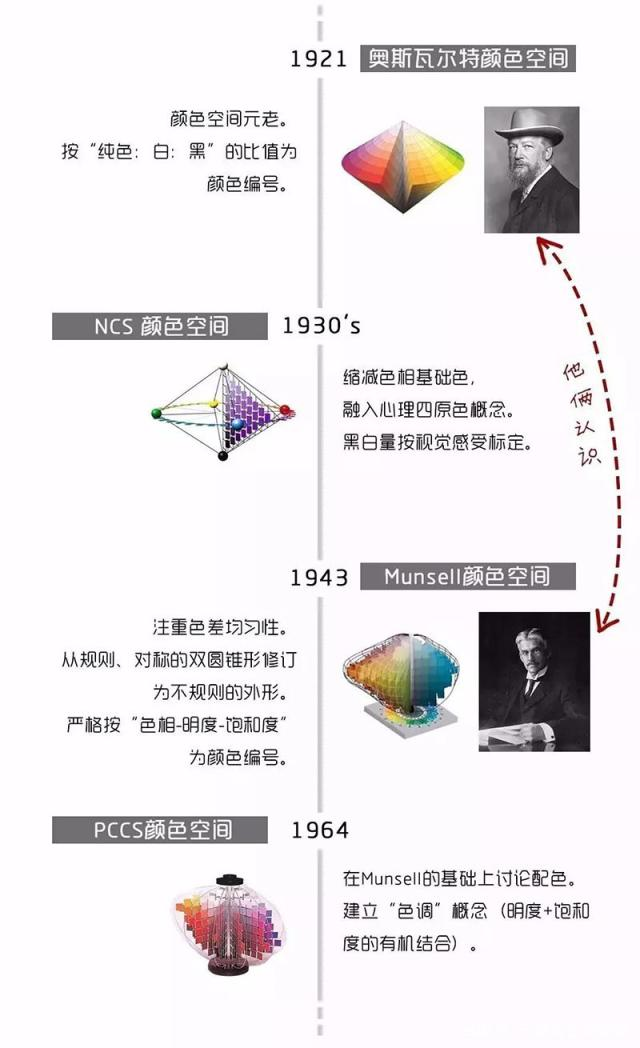 1921 奥斯瓦尔特颜色空间
颜色空间元老。
按“纯色：白：黑”的比值为
颜色编号。
NCS 颜色空间 1930's
缩减色相基础色，
融入心理四原色概念。
黑白量按视觉感受标定。
他俩认识
1943 Munsell颜色空间
注重色差均匀性。
从规则、对称的双圆锥形修订
为不规则的外形。
严格按“色相-明度-饱和度”
为颜色编号。
PCCS颜色空间 1964
在Munsell的基础上讨论配色。
建立“色调”概念（明度+饱和
度的有机结合）。